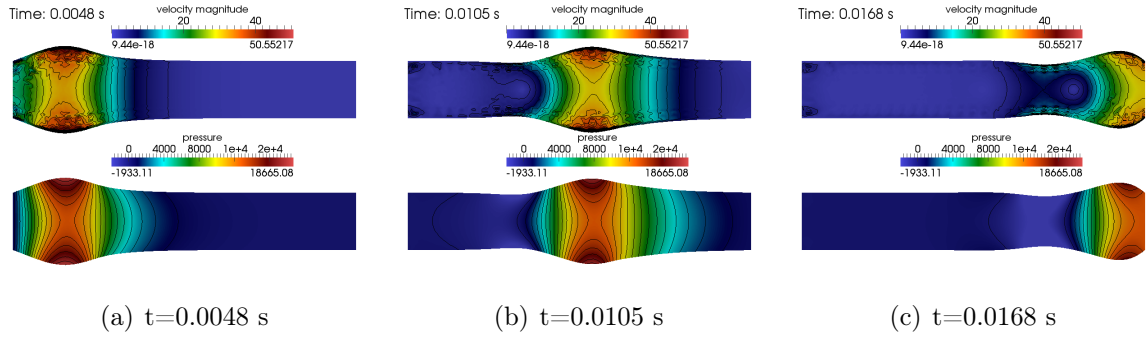 Time: 0.0048 s
velocity magnitude
20 40
9.44e-18 50.55217
pressure
0 4000 8000 1e+4 2e+4
-1933.11 18665.08
(a) t=0.0048 s
Time: 0.0105 s
velocity magnitude
20 40
9.44e-18 50.55217
pressure
0 4000 8000 1e+4 2e+4
-1933.11 18665.08
(b) t=0.0105 s
Time: 0.0168 s
velocity magnitude
20 40
9.44e-18 50.55217
pressure
0 4000 8000 1e+4 2e+4
-1933.11 18665.08
(c) t=0.0168 s